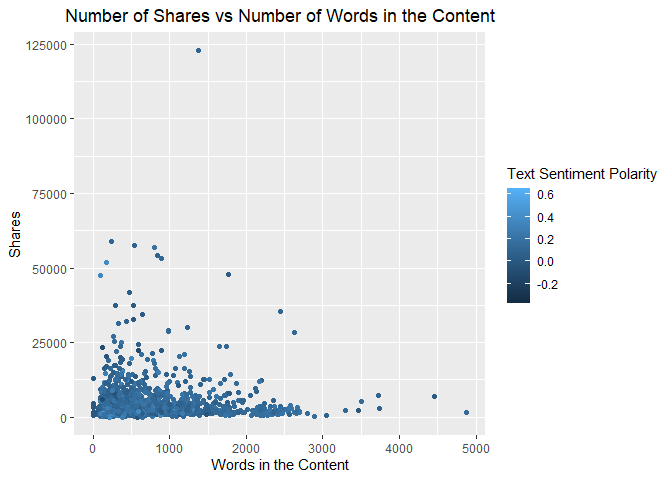 Number of Shares vs Number of Words in the Content
125000
100000
75000
50000
25000
0
Shares
0 1000 2000 3000 4000 5000
Words in the Content
Text Sentiment Polarity
0.6
0.4
0.2
0.0
-0.2